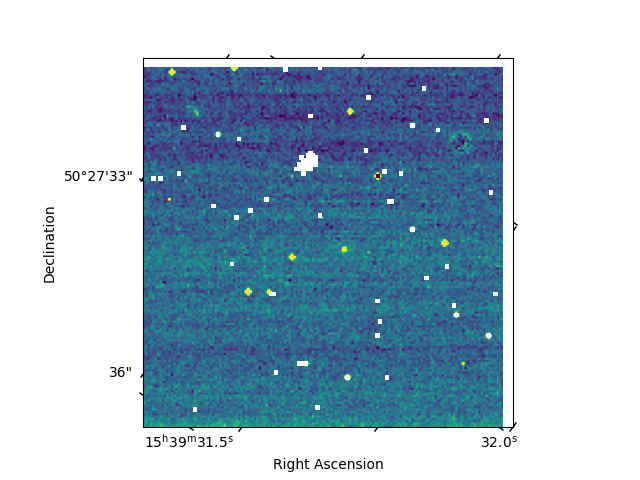 Declination
50°27'33"
36"
15ʰ39ᵐ31.5ˢ
32.0ˢ
Right Ascension